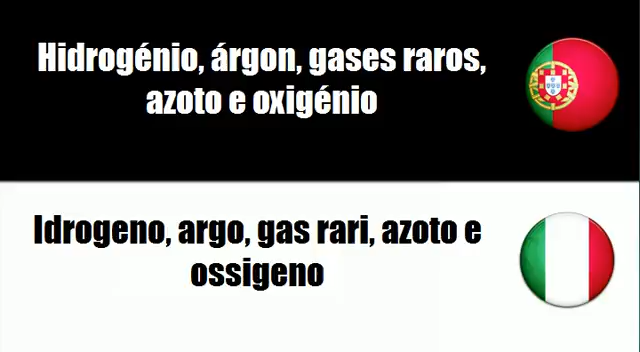 Hidrogénio, árgon, gases raros,
azoto e oxigénio
Idrogeno, argo, gas rari, azoto e
ossigeno